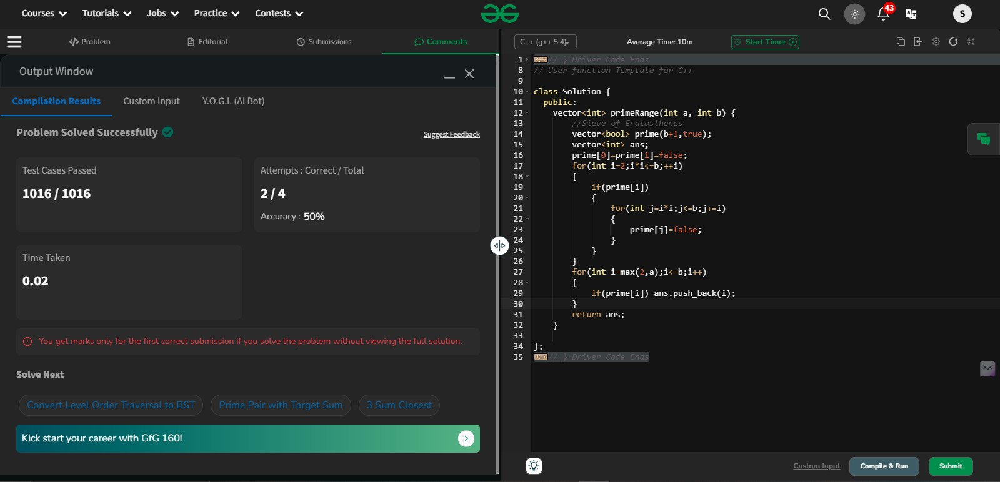 Courses Tutorials Jobs Practice Contests 43 S
Problem Editorial Submissions Comments
Output Window
Compilation Results Custom Input Y.O.G.I. (AI Bot)
Problem Solved Successfully
Suggest Feedback
Test Cases Passed
1016 / 1016
Attempts : Correct / Total
2 / 4
Accuracy : 50%
Time Taken
0.02
You get marks only for the first correct submission if you solve the problem without viewing the full solution.
Solve Next
Convert Level Order Traversal to BST Prime Pair with Target Sum 3 Sum Closest
Kick start your career with GfG 160!
C++ (g++ 5.4) Average Time: 10m Start Timer
1 // } Driver Code Ends
8 // User function Template for C++
9
10 class Solution {
11 public:
12 vector<int> primeRange(int a, int b) {
13 //Sieve of Eratosthenes
14 vector<bool> prime(b+1,true);
15 vector<int> ans;
16 prime[0]=prime[1]=false;
17 for(int i=2;i*i<=b;++i)
18 {
19 if(prime[i])
20 {
21 for(int j=i*i;j<=b;j+=i)
22 {
23 prime[j]=false;
24 }
25 }
26 }
27 for(int i=max(2,a);i<=b;i++)
28 {
29 if(prime[i]) ans.push_back(i);
30 }
31 return ans;
32 }
33
34 };
35 // } Driver Code Ends
Custom Input Compile & Run Submit